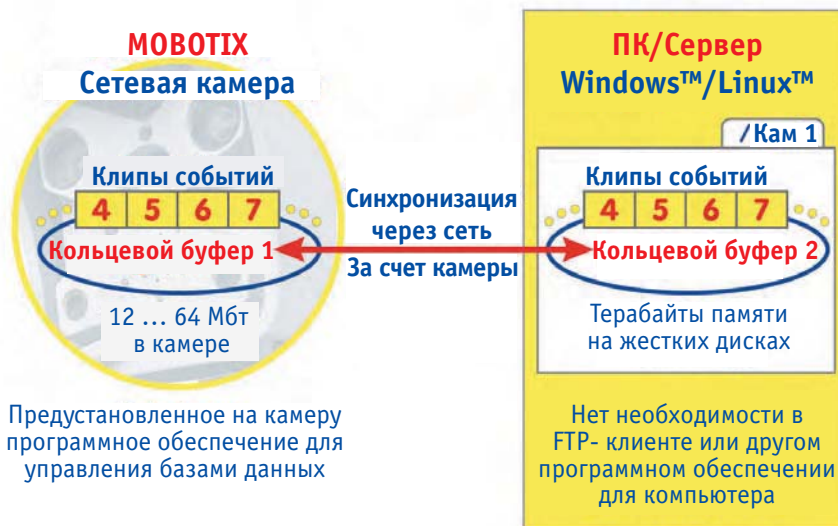 MOBOTIX
Сетевая камера
Клипы событий
4 5 6 7
Кольцевой буфер 1
12 ... 64 Мбт
в камере
Предустановленное на камеру
программное обеспечение для
управления базами данных
Синхронизация
через сеть
За счет камеры
ПК/Сервер
Windows™/Linux™
/Кам 1
Клипы событий
4 5 6 7
Кольцевой буфер 2
Терабайты памяти
на жестких дисках
Нет необходимости в
FTP- клиенте или другом
программном обеспечении
для компьютера